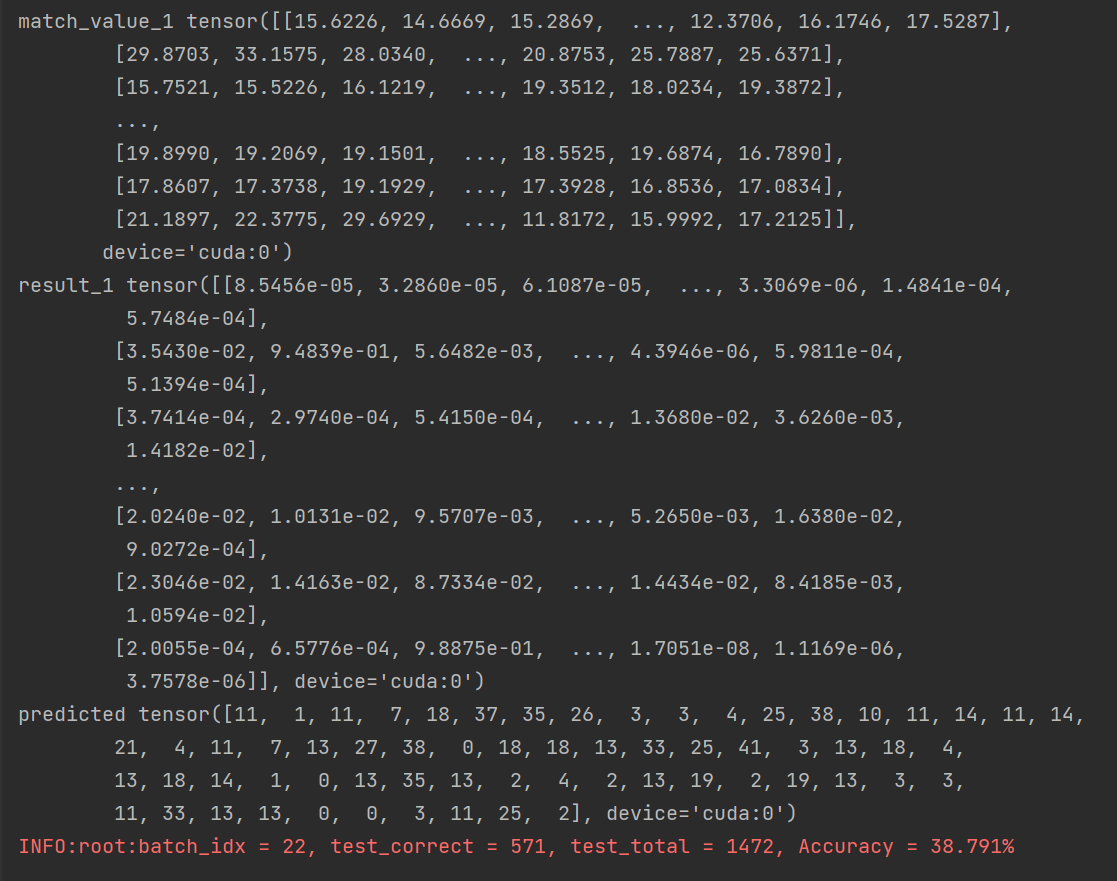 match_value_1 tensor([[15.6226, 14.6669, 15.2869,  ..., 12.3706, 16.1746, 17.5287],
        [29.8703, 33.1575, 28.0340,  ..., 20.8753, 25.7887, 25.6371],
        [15.7521, 15.5226, 16.1219,  ..., 19.3512, 18.0234, 19.3872],
        ...,
        [19.8990, 19.2069, 19.1501,  ..., 18.5525, 19.6874, 16.7890],
        [17.8607, 17.3738, 19.1929,  ..., 17.3928, 16.8536, 17.0834],
        [21.1897, 22.3775, 29.6929,  ..., 11.8172, 15.9992, 17.2125]],
       device='cuda:0')
result_1 tensor([[8.5456e-05, 3.2860e-05, 6.1087e-05,  ..., 3.3069e-06, 1.4841e-04,
         5.7484e-04],
        [3.5430e-02, 9.4839e-01, 5.6482e-03,  ..., 4.3946e-06, 5.9811e-04,
         5.1394e-04],
        [3.7414e-04, 2.9740e-04, 5.4150e-04,  ..., 1.3680e-02, 3.6260e-03,
         1.4182e-02],
        ...,
        [2.0240e-02, 1.0131e-02, 9.5707e-03,  ..., 5.2650e-03, 1.6380e-02,
         9.0272e-04],
        [2.3046e-02, 1.4163e-02, 8.7334e-02,  ..., 1.4434e-02, 8.4185e-03,
         1.0594e-02],
        [2.0055e-04, 6.5776e-04, 9.8875e-01,  ..., 1.7051e-08, 1.1169e-06,
         3.7578e-06]], device='cuda:0')
predicted tensor([11,  1, 11,  7, 18, 37, 35, 26,  3,  3,  4, 25, 38, 10, 11, 14, 11, 14,
        21,  4, 11,  7, 13, 27, 38,  0, 18, 18, 13, 33, 25, 41,  3, 13, 18,  4,
        13, 18, 14,  1,  0, 13, 35, 13,  2,  4,  2, 13, 19,  2, 19, 13,  3,  3,
        11, 33, 13, 13,  0,  0,  3, 11, 25,  2], device='cuda:0')
INFO:root:batch_idx = 22, test_correct = 571, test_total = 1472, Accuracy = 38.791%